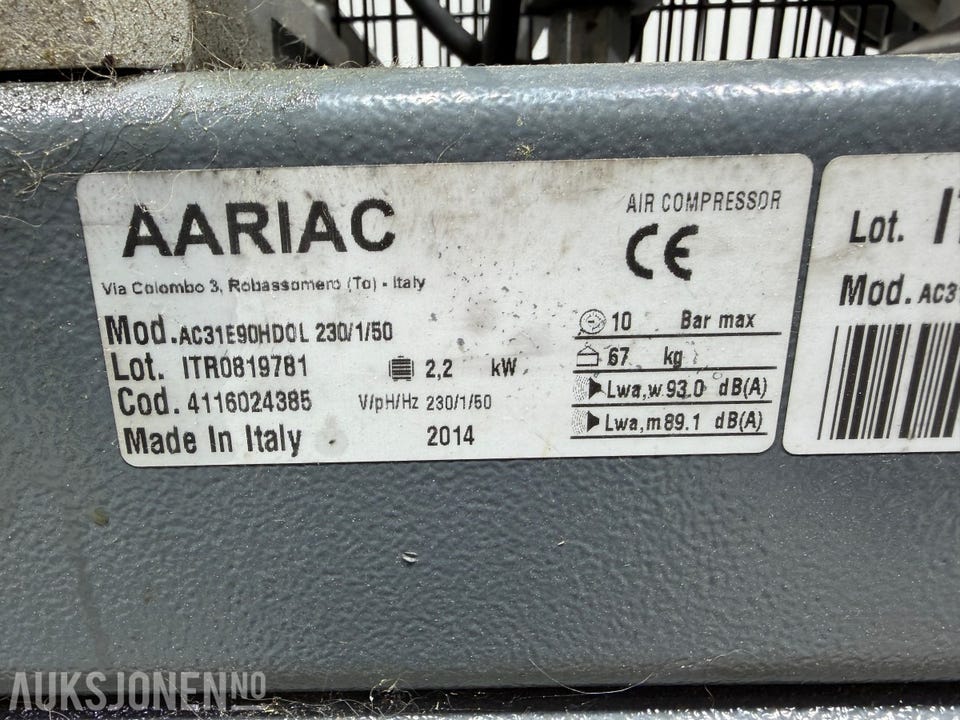 AARIAC
AIR COMPRESSOR
CE
Via Colombo 3, Robassomero (To) - Italy
Mod. AC31E90HD0L 230/1/50
Lot. ITR0819781
2,2 kW
Cod. 4116024385
V/pH/Hz 230/1/50
Made In Italy
2014
10 Bar max
67 kg
Lwa,w 93.0 dB(A)
Lwa,m 89.1 dB(A)
Lot.
Mod. AC3
AUKSJONEN.NO